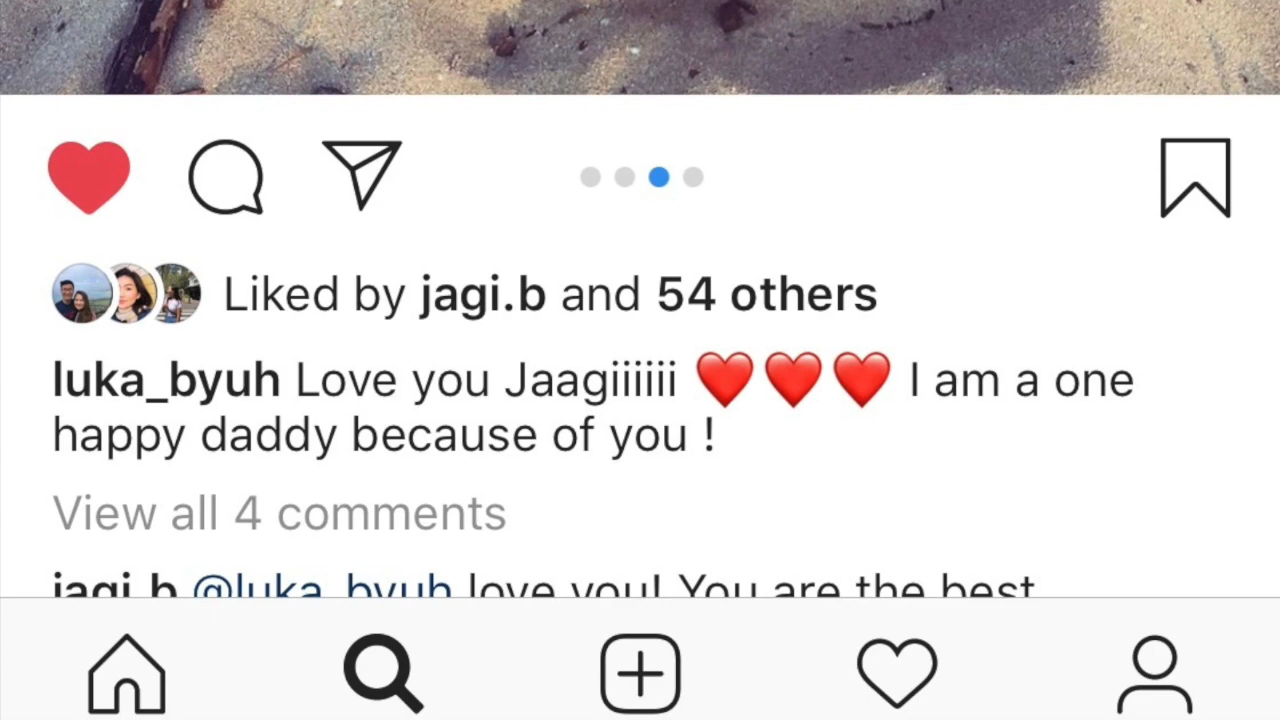 Liked by jagi.b and 54 others
luka_byuh Love you Jaagiiiiiii ❤️❤️❤️ I am a one
happy daddy because of you !
View all 4 comments
jagi.b @luka_byuh love you! You are the best